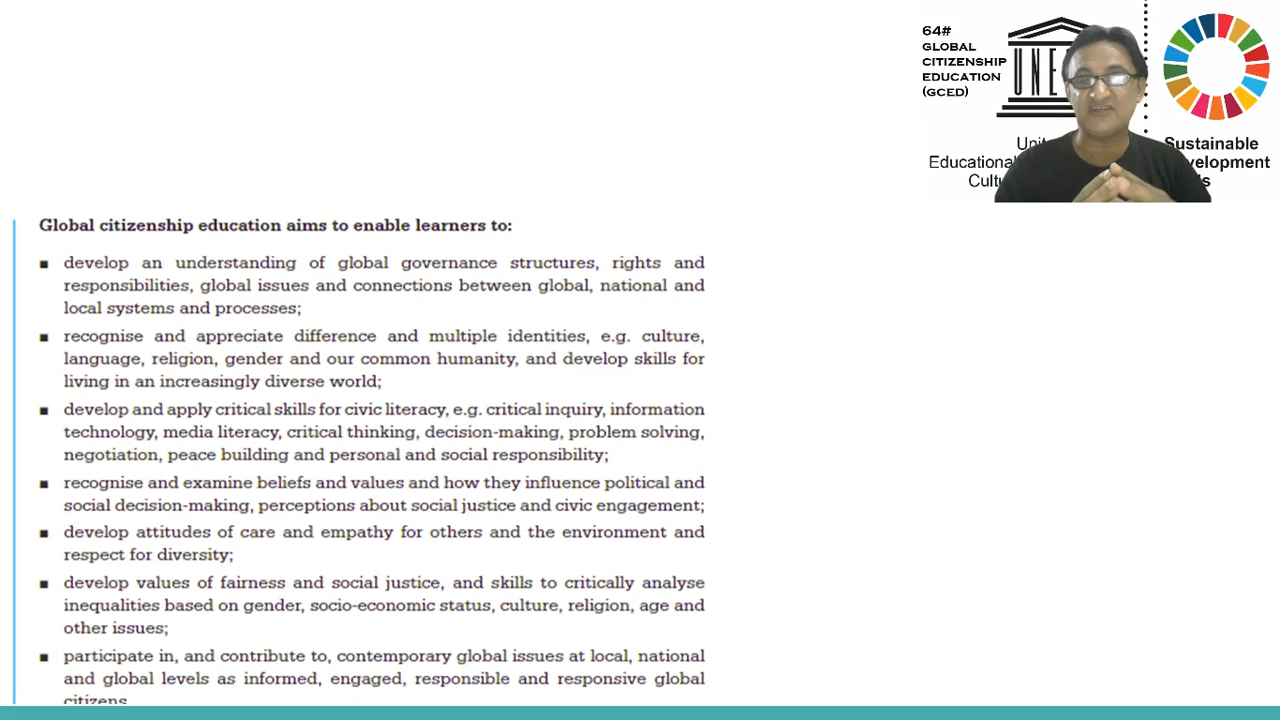 64#
GLOBAL
CITIZENSHIP
EDUCATION
(GCED)
UNE
Educational
Sustainable
Global citizenship education aims to enable learners to:
■ develop an understanding of global governance structures, rights and
responsibilities, global issues and connections between global, national and
local systems and processes;
■ recognise and appreciate difference and multiple identities, e.g. culture,
language, religion, gender and our common humanity, and develop skills for
living in an increasingly diverse world;
■ develop and apply critical skills for civic literacy, e.g. critical inquiry, information
technology, media literacy, critical thinking, decision-making, problem solving,
negotiation, peace building and personal and social responsibility;
■ recognise and examine beliefs and values and how they influence political and
social decision-making, perceptions about social justice and civic engagement;
■ develop attitudes of care and empathy for others and the environment and
respect for diversity;
■ develop values of fairness and social justice, and skills to critically analyse
inequalities based on gender, socio-economic status, culture, religion, age and
other issues;
■ participate in, and contribute to, contemporary global issues at local, national
and global levels as informed, engaged, responsible and responsive global
citizens